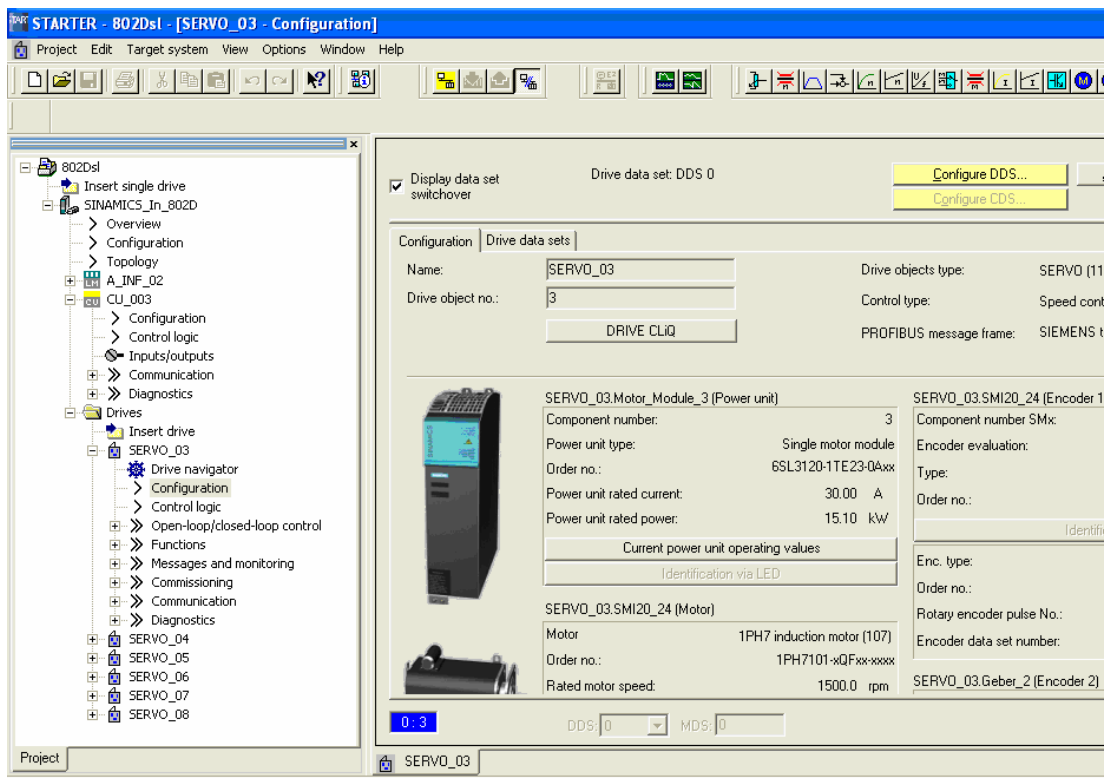 STARTER - 802Dsl - [SERVO_03 - Configuration]
Project Edit Target system View Options Window Help
802Dsl
Insert single drive
SINAMICS_In_802D
Overview
Configuration
Topology
A_INF_02
CU_003
Configuration
Control logic
Inputs/outputs
Communication
Diagnostics
Drives
Insert drive
SERVO_03
Drive navigator
Configuration
Control logic
Open-loop/closed-loop control
Functions
Messages and monitoring
Commissioning
Communication
Diagnostics
SERVO_04
SERVO_05
SERVO_06
SERVO_07
SERVO_08
Project
Display data set
switchover
Drive data set: DDS 0
Configure DDS...
Configure CDS...
Configuration Drive data sets
Name: SERVO_03
Drive object no.: 3
DRIVE CLiQ
Drive objects type: SERVO (11
Control type: Speed cont
PROFIBUS message frame: SIEMENS t
SINAMICS
SERVO_03.Motor_Module_3 (Power unit)
Component number: 3
Power unit type: Single motor module
Order no.: 6SL3120-1TE23-0Axx
Power unit rated current: 30.00 A
Power unit rated power: 15.10 kW
Current power unit operating values
Identification via LED
SERVO_03.SMI20_24 (Motor)
Motor 1PH7 induction motor (107)
Order no.: 1PH7101-xQFxx-xxxx
Rated motor speed: 1500.0 rpm
SERVO_03.SMI20_24 (Encoder 1
Component number SMx:
Encoder evaluation:
Type:
Order no.:
Identifi
Enc. type:
Order no.:
Rotary encoder pulse No.:
Encoder data set number:
SERVO_03.Geber_2 (Encoder 2)
0 : 3
DDS: 0 MDS: 0
SERVO_03